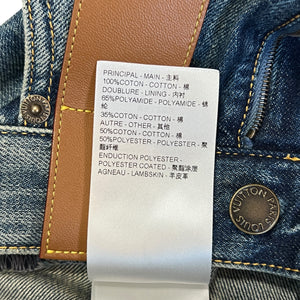 PRINCIPAL - MAIN - 主料
100%COTON - COTTON - 棉
DOUBLURE - LINING - 内衬
65%POLYAMIDE - POLYAMIDE - 锦
纶
35%COTON - COTTON - 棉
AUTRE - OTHER - 其它
50%COTON - COTTON - 棉
50%POLYESTER - POLYESTER - 聚
酯纤维
ENDUCTION POLYESTER -
POLYESTER COATED - 聚酯涂层
AGNEAU - LAMBSKIN - 羊皮革
LOUIS VUITTON PARIS